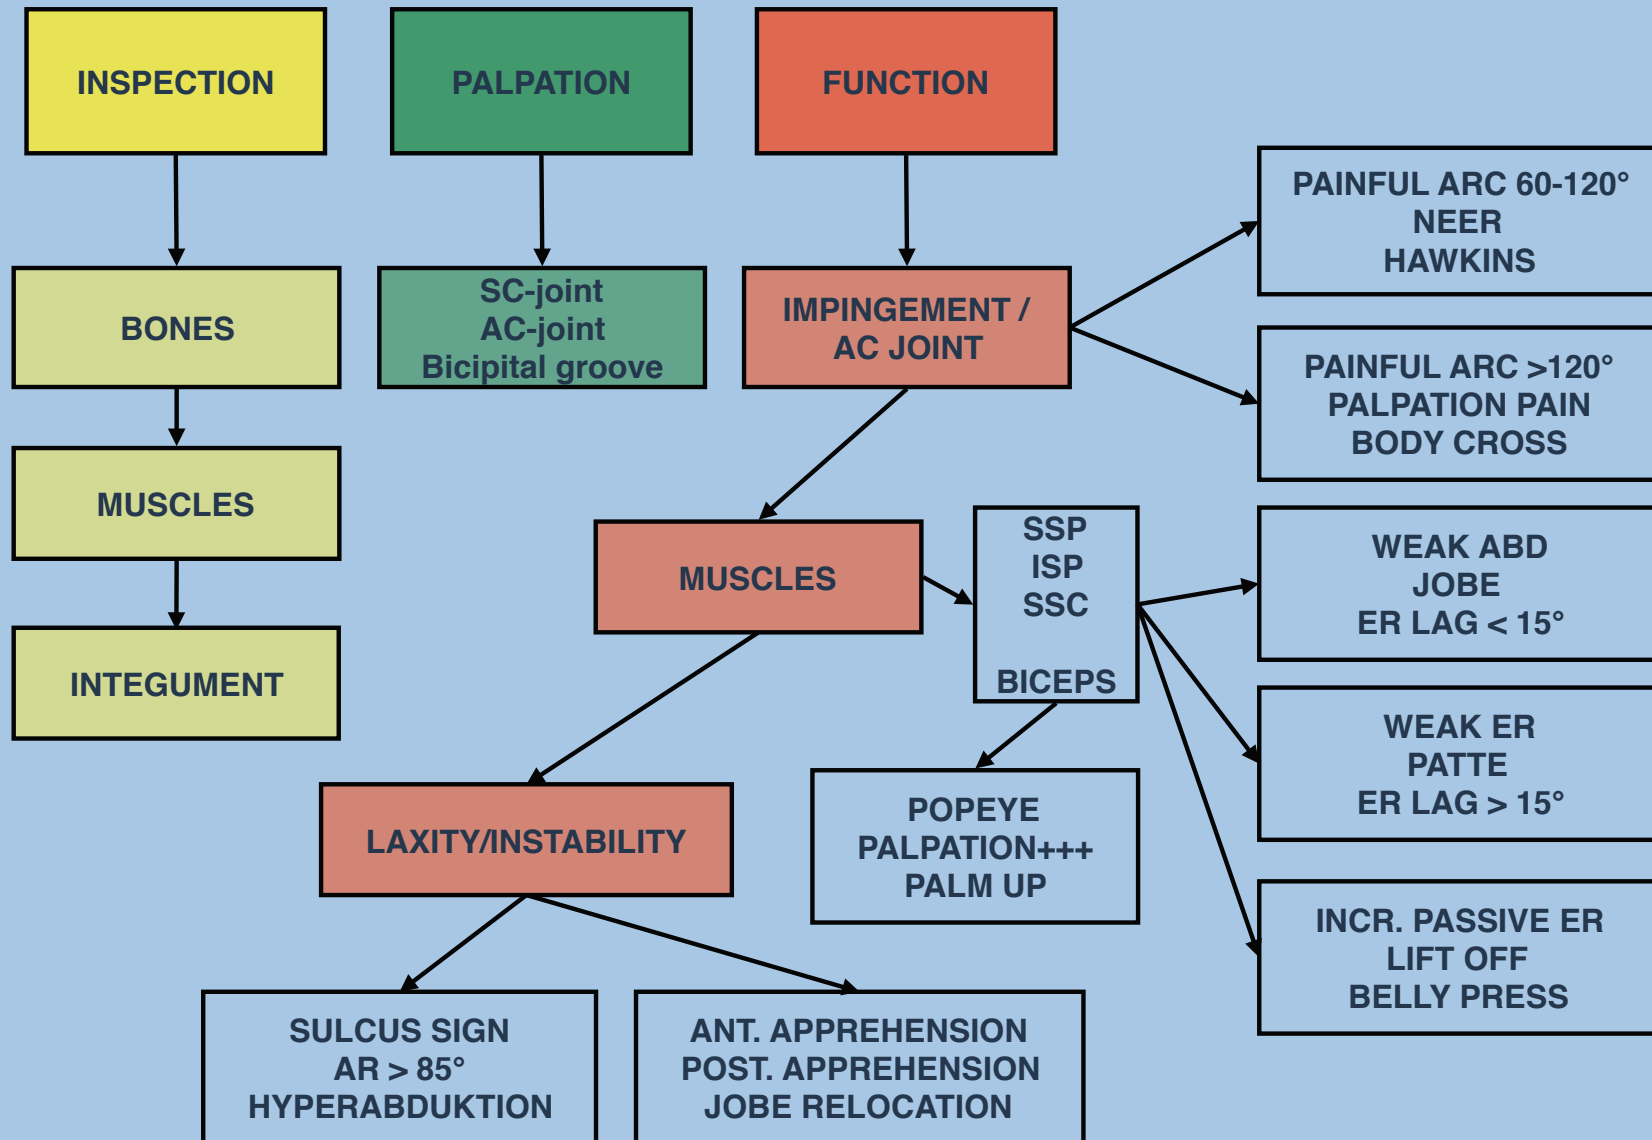 INSPECTION
PALPATION
FUNCTION
BONES
MUSCLES
INTEGUMENT
SC-joint
AC-joint
Bicipital groove
IMPINGEMENT /
AC JOINT
PAINFUL ARC 60-120°
NEER
HAWKINS
PAINFUL ARC >120°
PALPATION PAIN
BODY CROSS
MUSCLES
SSP
ISP
SSC
BICEPS
WEAK ABD
JOBE
ER LAG < 15°
WEAK ER
PATTE
ER LAG > 15°
INCR. PASSIVE ER
LIFT OFF
BELLY PRESS
POPEYE
PALPATION+++
PALM UP
LAXITY/INSTABILITY
SULCUS SIGN
AR > 85°
HYPERABDUKTION
ANT. APPREHENSION
POST. APPREHENSION
JOBE RELOCATION